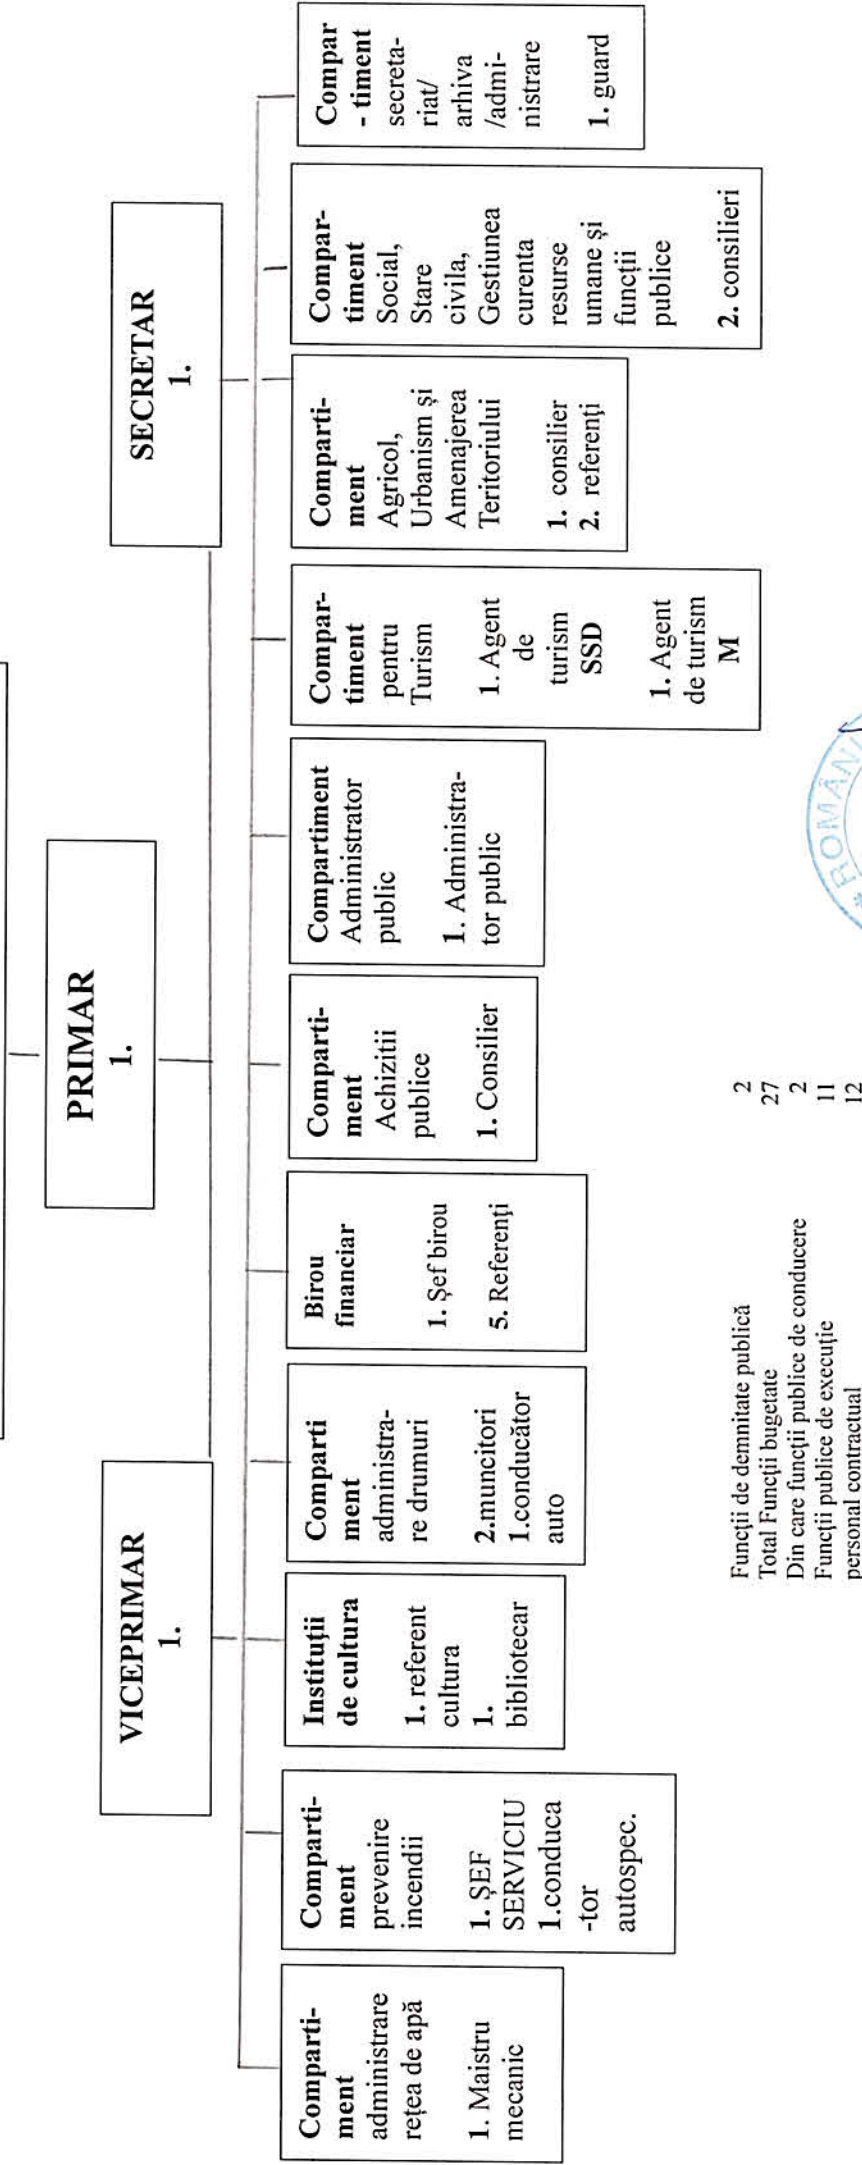 PRIMAR
1.
VICEPRIMAR
1.
SECRETAR
1.
Comparti-
ment
administrare
rețea de apă
1. Maistru
mecanic
Comparti-
ment
prevenire
incendii
1. ȘEF
SERVICIU
1.conduca
-tor
autospec.
Instituții
de cultura
1. referent
cultura
1.
bibliotecar
Comparti
ment
administra-
re drumuri
2.muncitori
1.conducător
auto
Birou
financiar
1. Șef birou
5. Referenți
Comparti-
ment
Achizitii
publice
1. Consilier
Compartiment
Administrator
public
1. Administra-
tor public
Compar-
timent
pentru
Turism
1. Agent
de
turism
SSD
1. Agent
de turism
M
Comparti-
ment
Agricol,
Urbanism și
Amenajerea
Teritoriului
1. consilier
2. referenți
Compar-
timent
Social,
Stare
civila,
Gestiunea
curenta
resurse
umane și
funcții
publice
2. consilieri
Compar
- timent
secreta-
riat/
arhiva
/admi-
nistrare
1. guard
Funcții de demnitate publică 2
Total Funcții bugetate 27
Din care funcții publice de conducere 2
Funcții publice de execuție 11
personal contractual 12
* ROMÂN